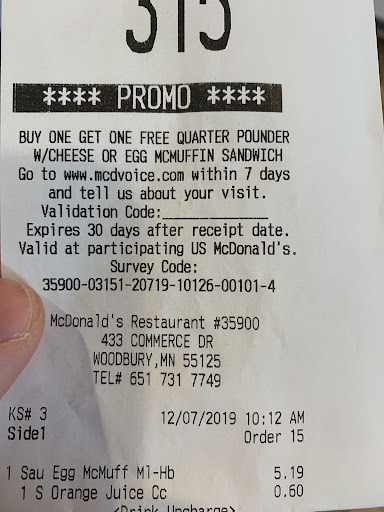 315
**** PROMO ****
BUY ONE GET ONE FREE QUARTER POUNDER
W/CHEESE OR EGG MCMUFFIN SANDWICH
Go to www.mcdvoice.com within 7 days
and tell us about your visit.
Validation Code:____________
Expires 30 days after receipt date.
Valid at participating US McDonald's.
Survey Code:
35900-03151-20719-10126-00101-4
McDonald's Restaurant #35900
433 COMMERCE DR
WOODBURY,MN 55125
TEL# 651 731 7749
KS# 3 12/07/2019 10:12 AM
Side1 Order 15
1 Sau Egg McMuff Ml-Hb 5.19
1 S Orange Juice Cc 0.60
<Drink Upcharge>